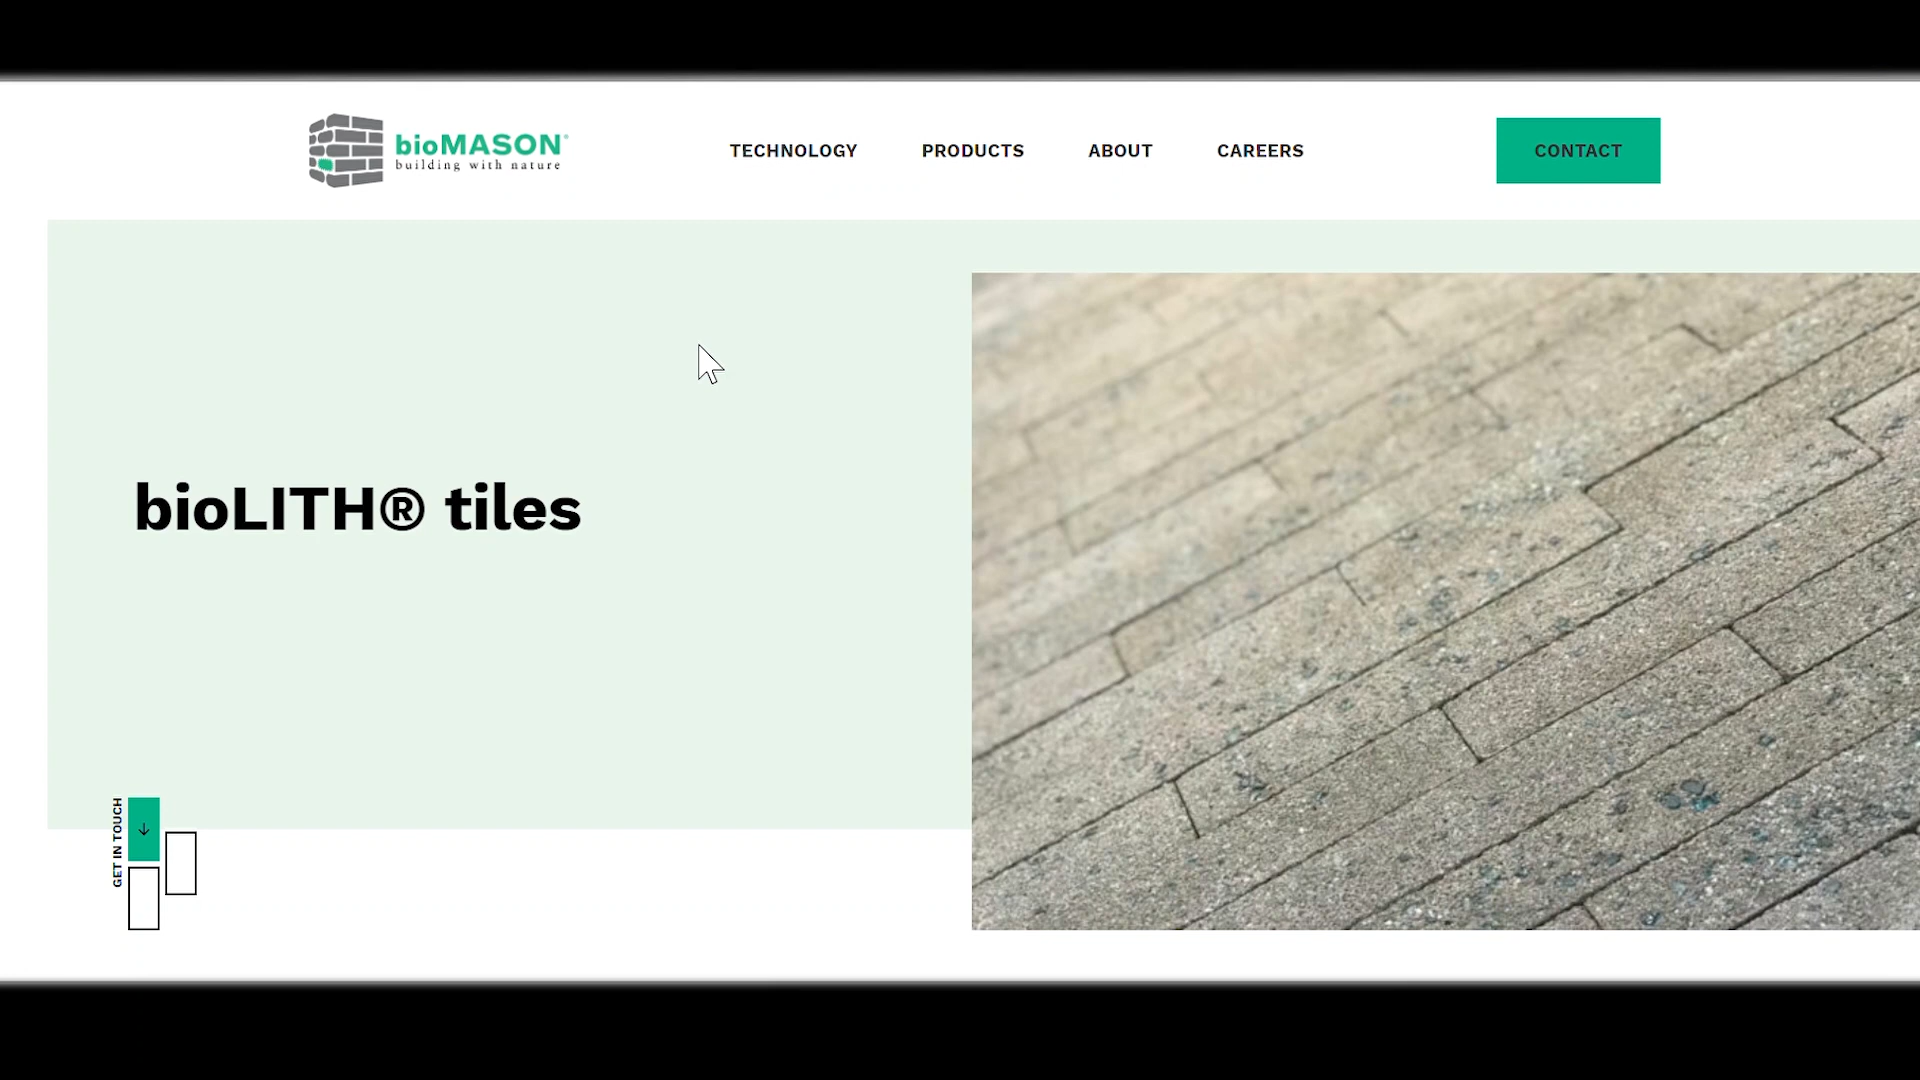 bioMASON®
building with nature
TECHNOLOGY
PRODUCTS
ABOUT
CAREERS
CONTACT
bioLITH® tiles
GET IN TOUCH